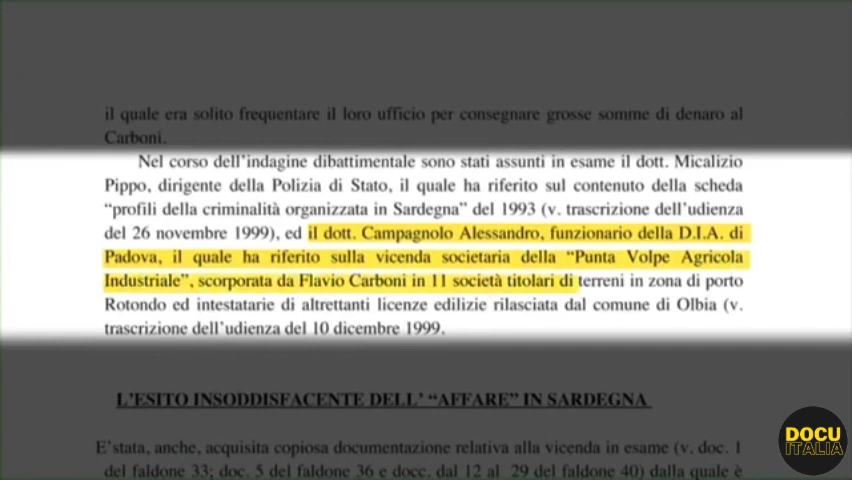 il quale era solito frequentare il loro ufficio per consegnare grosse somme di denaro al
Carboni.
Nel corso dell'indagine dibattimentale sono stati assunti in esame il dott. Micalizio
Pippo, dirigente della Polizia di Stato, il quale ha riferito sul contenuto della scheda
“profili della criminalità organizzata in Sardegna” del 1993 (v. trascrizione dell'udienza
del 26 novembre 1999), ed il dott. Campagnolo Alessandro, funzionario della D.I.A. di
Padova, il quale ha riferito sulla vicenda societaria della “Punta Volpe Agricola
Industriale”, scorporata da Flavio Carboni in 11 società titolari di terreni in zona di porto
Rotondo ed intestatarie di altrettanti licenze edilizie rilasciata dal comune di Olbia (v.
trascrizione dell'udienza del 10 dicembre 1999.
L'ESITO INSODDISFACENTE DELL' “AFFARE” IN SARDEGNA
E'stata, anche, acquisita copiosa documentazione relativa alla vicenda in esame (v. doc. 1
del faldone 33; doc. 5 del faldone 36 e docc. dal 12 al 29 del faldone 40) dalla quale è
DOCU
ITALIA